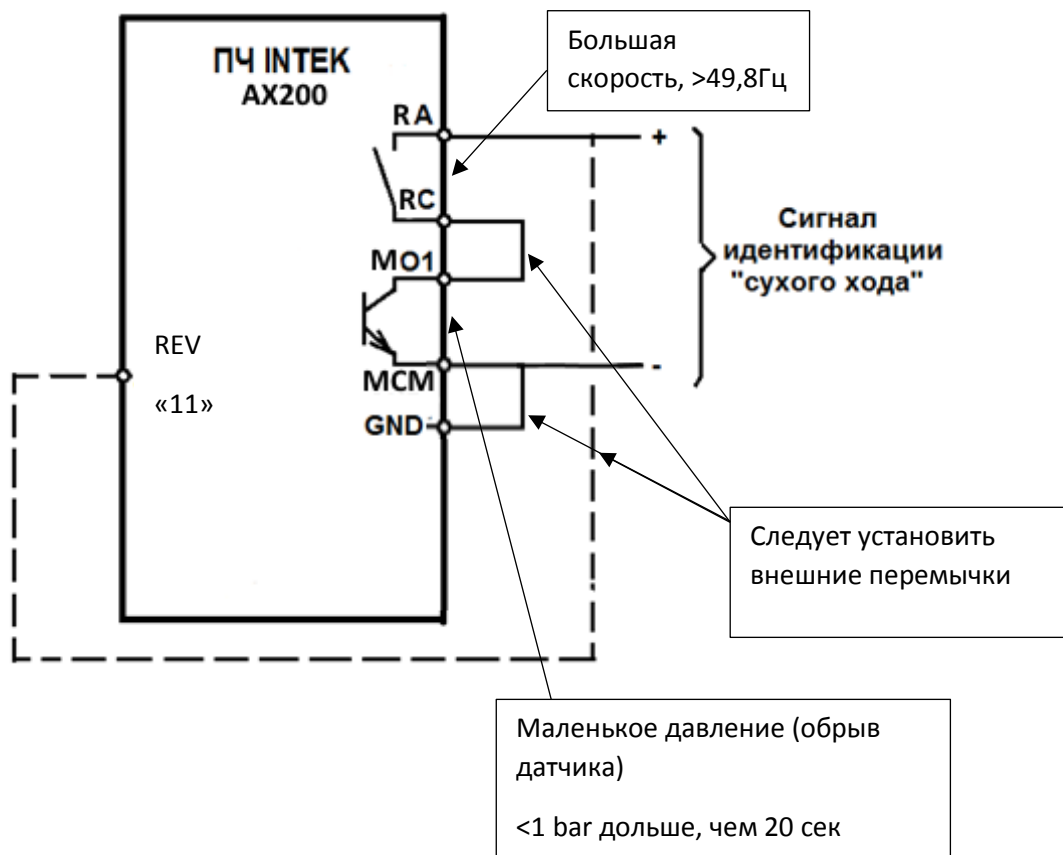 Большая
скорость, >49,8Гц
ПЧ INTEK
AX200
RA
+
RC
Сигнал
идентификации
"сухого хода"
MO1
REV
«11»
-
MCM
GND
Следует установить
внешние перемычки
Маленькое давление (обрыв
датчика)
<1 bar дольше, чем 20 сек